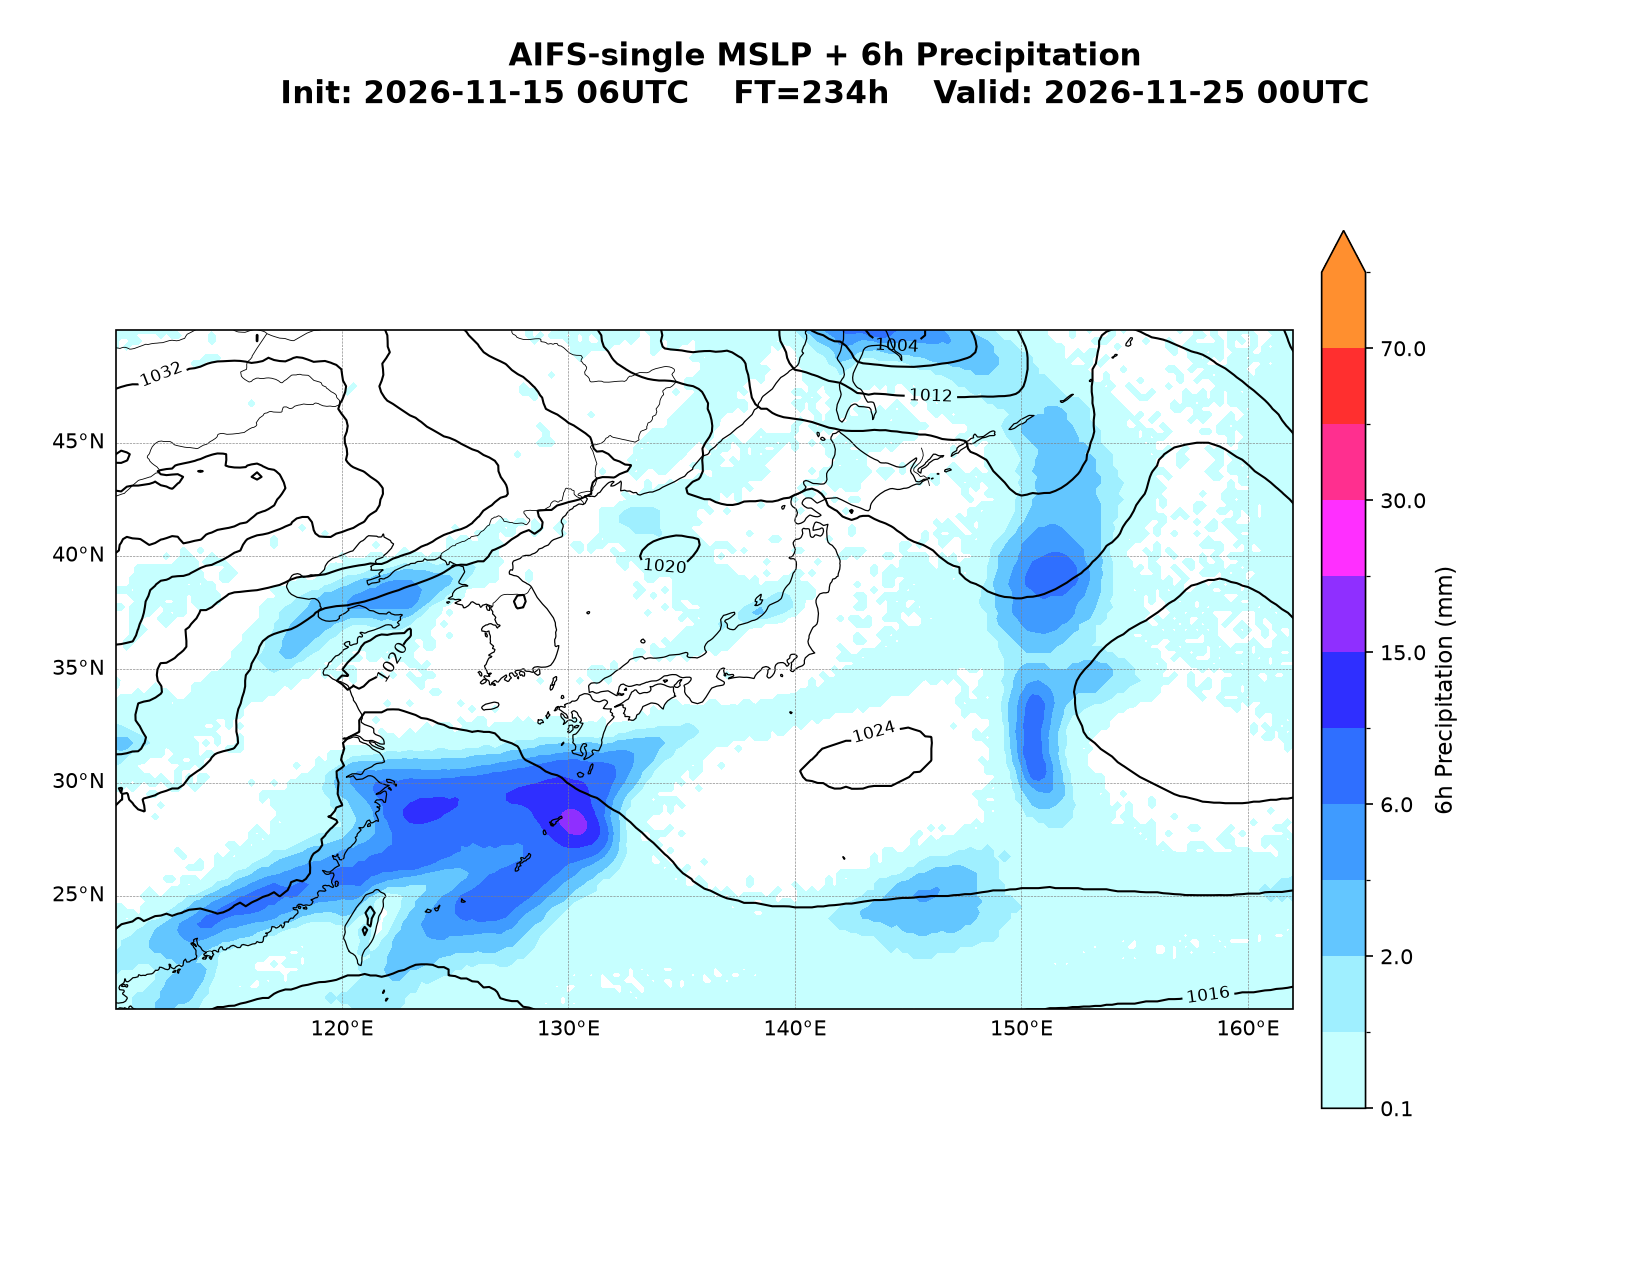 AIFS-single MSLP + 6h Precipitation
Init: 2026-11-15 06UTC    FT=234h    Valid: 2026-11-25 00UTC
1004
1032
1012
45°N
70.0
30.0
40°N
1020
35°N
1020
15.0
6h Precipitation (mm)
1024
30°N
6.0
25°N
2.0
1016
120°E
130°E
140°E
150°E
160°E
0.1